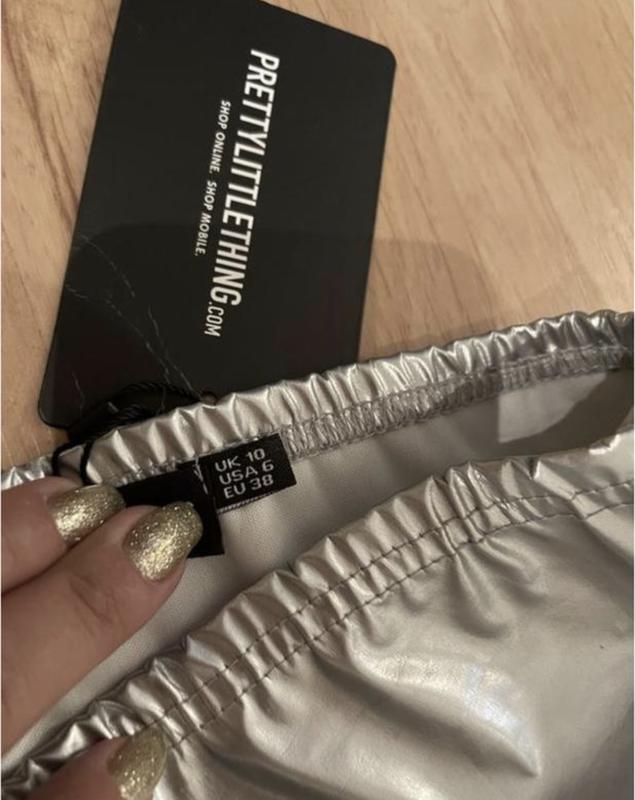 PRETTYLITTLETHING.COM
SHOP ONLINE. SHOP MOBILE.
UK 10
USA 6
EU 38